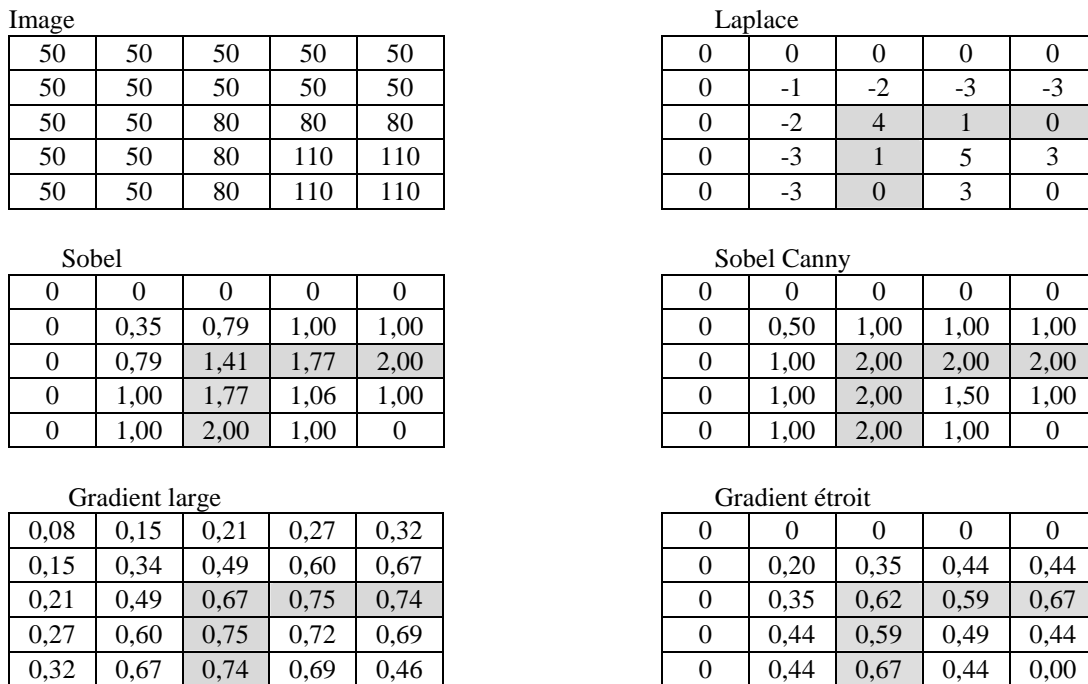 Image
50 50 50 50 50
50 50 50 50 50
50 50 80 80 80
50 50 80 110 110
50 50 80 110 110
Laplace
0 0 0 0 0
0 -1 -2 -3 -3
0 -2 4 1 0
0 -3 1 5 3
0 -3 0 3 0
Sobel
0 0 0 0 0
0 0,35 0,79 1,00 1,00
0 0,79 1,41 1,77 2,00
0 1,00 1,77 1,06 1,00
0 1,00 2,00 1,00 0
Sobel Canny
0 0 0 0 0
0 0,50 1,00 1,00 1,00
0 1,00 2,00 2,00 2,00
0 1,00 2,00 1,50 1,00
0 1,00 2,00 1,00 0
Gradient large
0,08 0,15 0,21 0,27 0,32
0,15 0,34 0,49 0,60 0,67
0,21 0,49 0,67 0,75 0,74
0,27 0,60 0,75 0,72 0,69
0,32 0,67 0,74 0,69 0,46
Gradient étroit
0 0 0 0 0
0 0,20 0,35 0,44 0,44
0 0,35 0,62 0,59 0,67
0 0,44 0,59 0,49 0,44
0 0,44 0,67 0,44 0,00